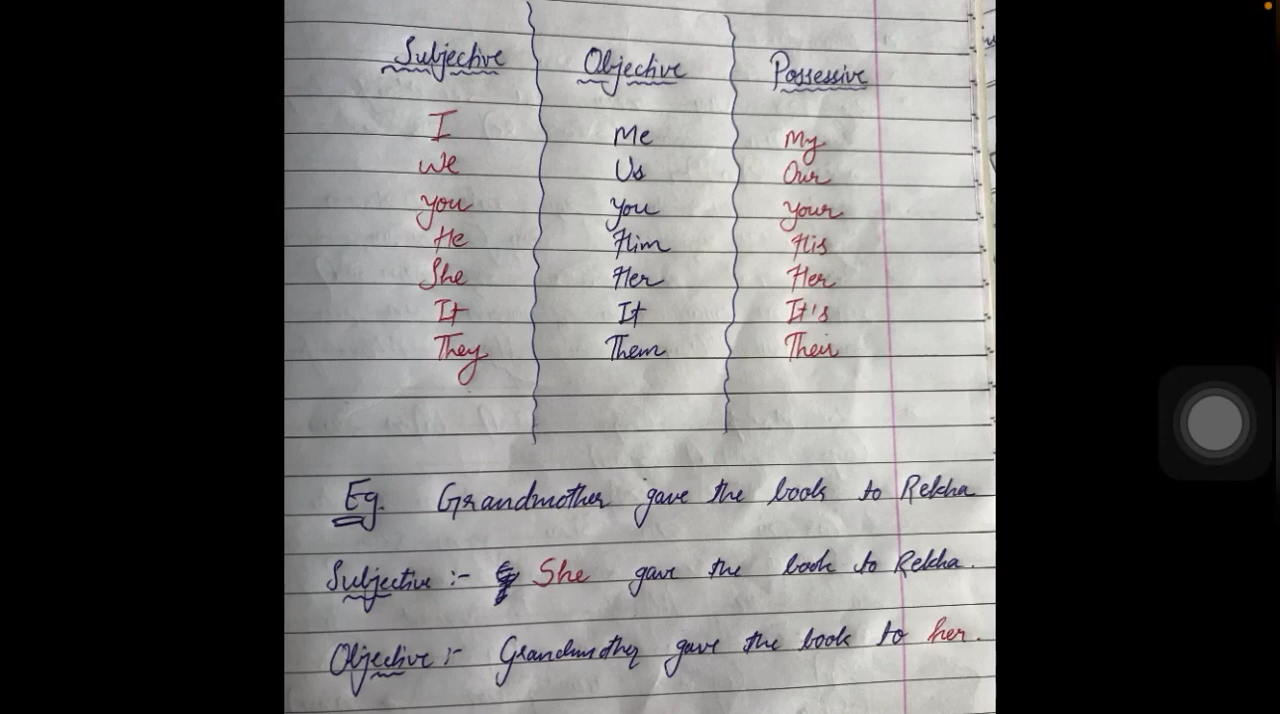 Subjective Objective Possessive
I Me My
We Us Our
you you your
He Him His
She Her Her
It It It's
They Them Their
Eg. Grandmother gave the book to Rekha
Subjective :- She gave the book to Rekha.
Objective :- Grandmother gave the book to her.